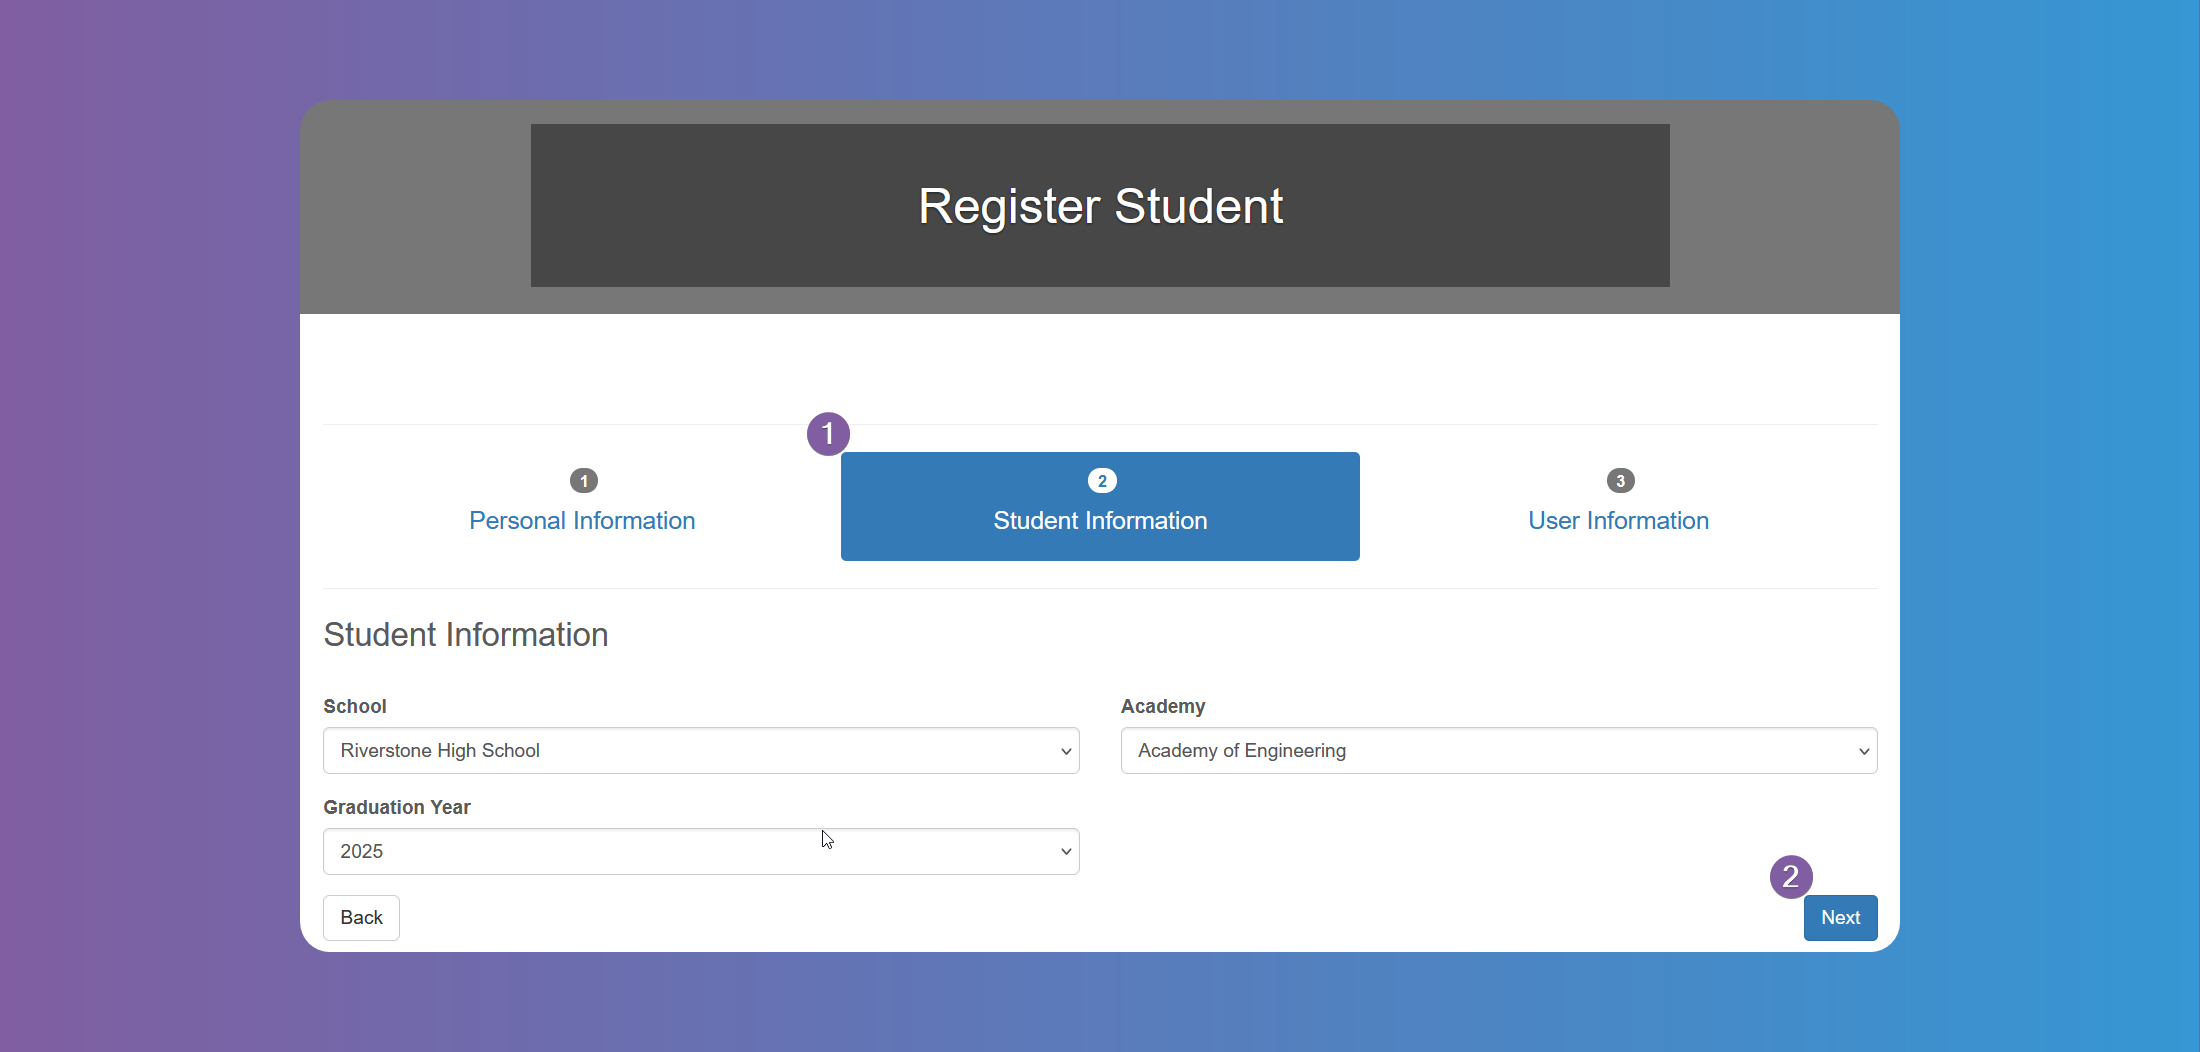 Register Student
1
1
2
3
Personal Information
Student Information
User Information
Student Information
School
Academy
Riverstone High School
Academy of Engineering
Graduation Year
2025
2
Back
Next